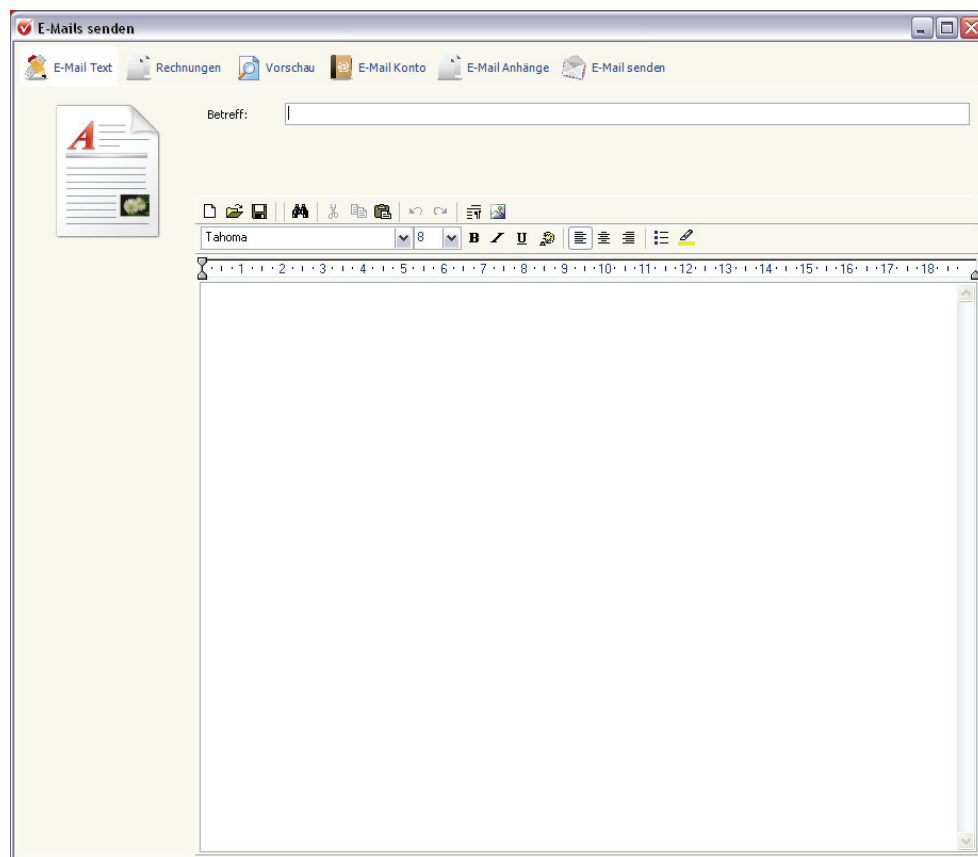 E-Mails senden
E-Mail Text Rechnungen Vorschau E-Mail Konto E-Mail Anhänge E-Mail senden
Betreff:
A
Tahoma 8 B I U
1 2 3 4 5 6 7 8 9 10 11 12 13 14 15 16 17 18